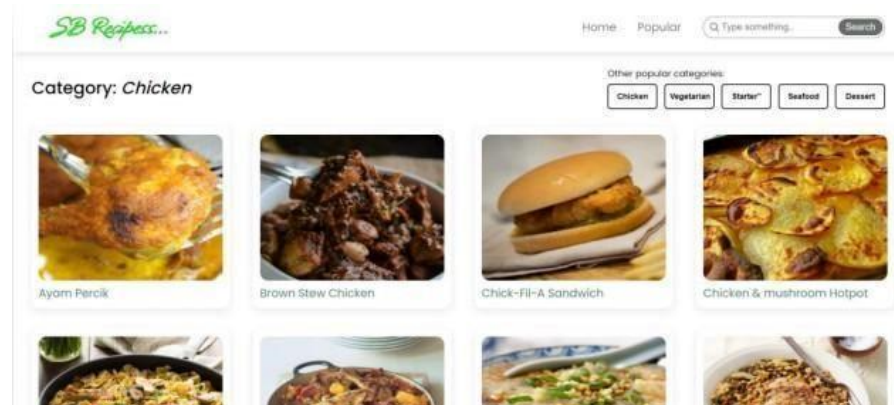 SB Recipess...
Home Popular Type something.. Search
Category: Chicken
Other popular categories:
Chicken Vegetarian Starter" Seafood Dessert
Ayam Percik Brown Stew Chicken Chick-Fil-A Sandwich Chicken & mushroom Hotpot